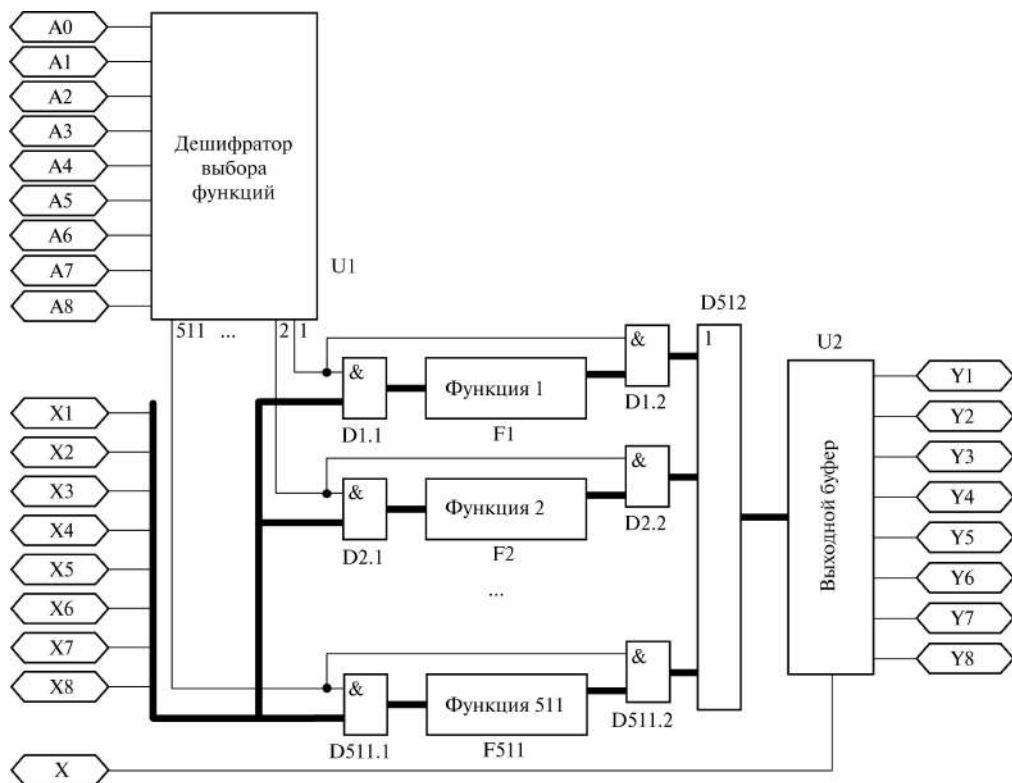 A0
A1
A2
A3
A4
A5
A6
A7
A8
Дешифратор
выбора
функций
U1
511 ... 2 1
X1
X2
X3
X4
X5
X6
X7
X8
X
&
D1.1
Функция 1
F1
&
D1.2
&
D2.1
Функция 2
F2
&
D2.2
...
&
D511.1
Функция 511
F511
&
D511.2
D512
1
U2
Выходной буфер
Y1
Y2
Y3
Y4
Y5
Y6
Y7
Y8